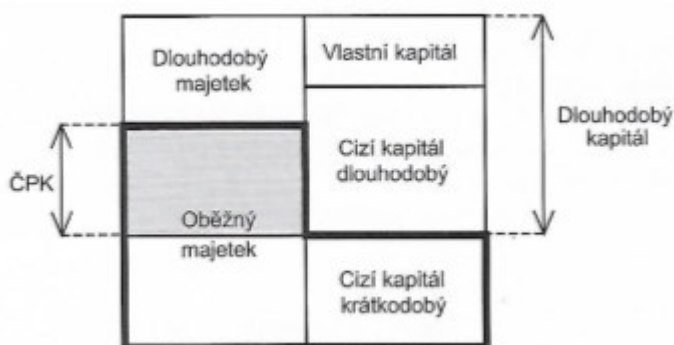 Dlouhodobý
majetek
Vlastní kapitál
Dlouhodobý
kapitál
Cizí kapitál
dlouhodobý
ČPK
Oběžný
majetek
Cizí kapitál
krátkodobý